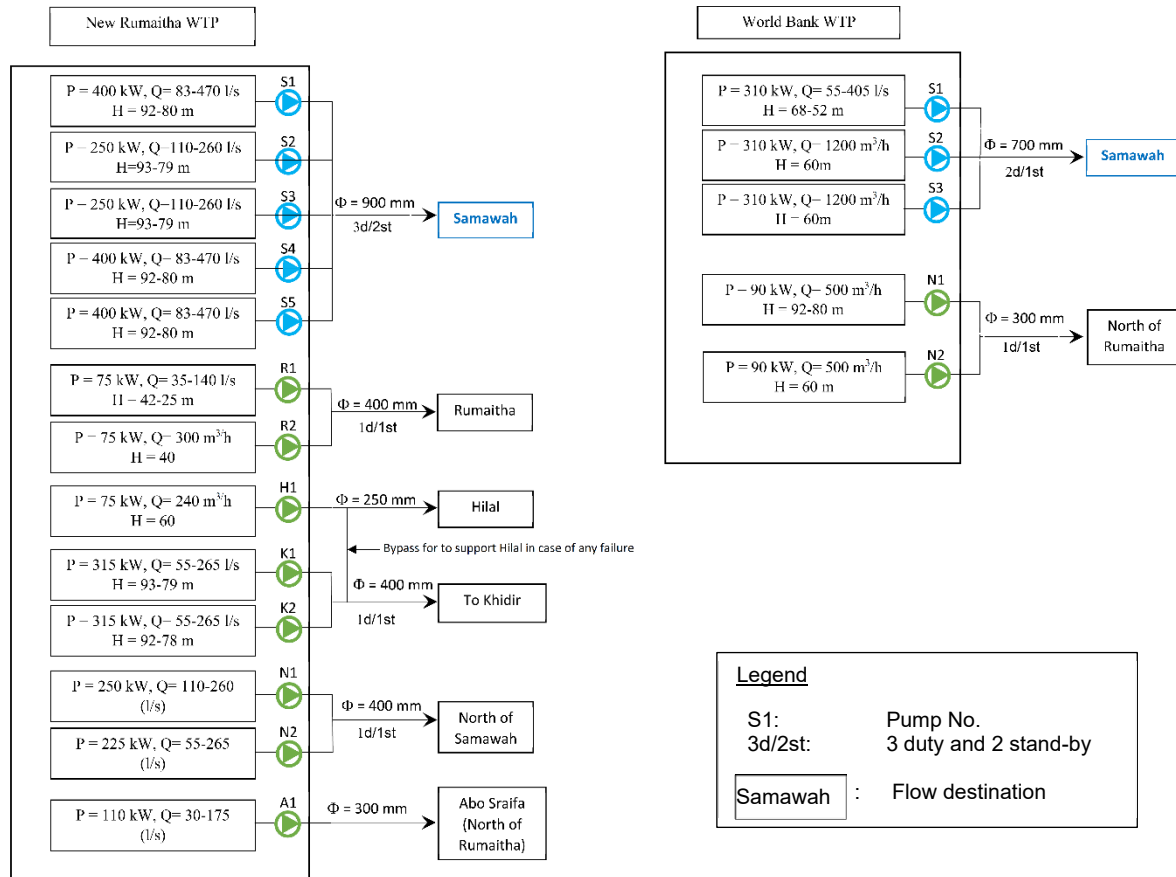 New Rumaitha WTP
P = 400 kW, Q= 83-470 l/s
H = 92-80 m
S1
P – 250 kW, Q–110-260 l/s
H=93-79 m
S2
P – 250 kW, Q–110-260 l/s
H=93-79 m
S3
P – 400 kW, Q– 83-470 l/s
H = 92-80 m
S4
P = 400 kW, Q= 83-470 l/s
H = 92-80 m
S5
Φ = 900 mm
3d/2st
Samawah
P = 75 kW, Q= 35-140 l/s
H – 42-25 m
R1
P – 75 kW, Q– 300 m³/h
H = 40
R2
Φ = 400 mm
1d/1st
Rumaitha
P = 75 kW, Q= 240 m³/h
H = 60
H1
Φ = 250 mm
Hilal
Bypass for to support Hilal in case of any failure
P = 315 kW, Q= 55-265 l/s
H = 93-79 m
K1
P – 315 kW, Q– 55-265 l/s
H = 92-78 m
K2
Φ = 400 mm
1d/1st
To Khidir
P = 250 kW, Q= 110-260
(l/s)
N1
P = 225 kW, Q= 55-265
(l/s)
N2
Φ = 400 mm
1d/1st
North of
Samawah
P = 110 kW, Q= 30-175
(l/s)
A1
Φ = 300 mm
Abo Sraifa
(North of
Rumaitha)
World Bank WTP
P = 310 kW, Q= 55-405 l/s
H = 68-52 m
S1
P – 310 kW, Q– 1200 m³/h
H = 60m
S2
P – 310 kW, Q– 1200 m³/h
H – 60m
S3
Φ = 700 mm
2d/1st
Samawah
P – 90 kW, Q– 500 m³/h
H = 92-80 m
N1
P = 90 kW, Q= 500 m³/h
H = 60 m
N2
Φ = 300 mm
1d/1st
North of
Rumaitha
Legend
S1: Pump No.
3d/2st: 3 duty and 2 stand-by
Samawah : Flow destination